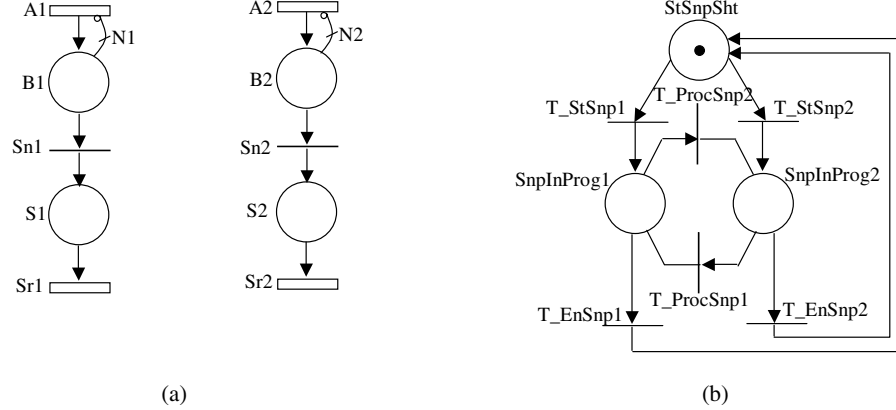 A1
N1
B1
Sn1
S1
Sr1
A2
N2
B2
Sn2
S2
Sr2
(a)
StSnpSht
T_ProcSnp2
T_StSnp1
T_StSnp2
SnpInProg1
SnpInProg2
T_ProcSnp1
T_EnSnp1
T_EnSnp2
(b)